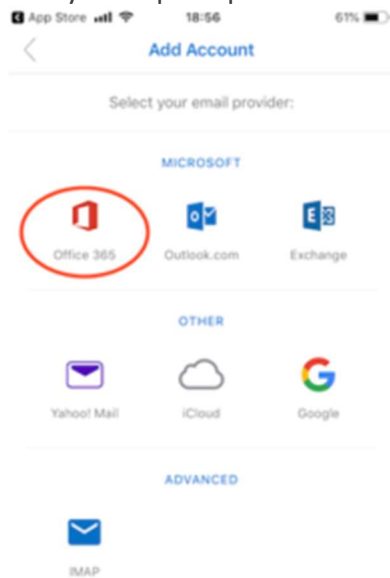 App Store 18:56 61%
Add Account
Select your email provider:
MICROSOFT
Office 365 Outlook.com Exchange
OTHER
Yahoo! Mail iCloud Google
ADVANCED
IMAP